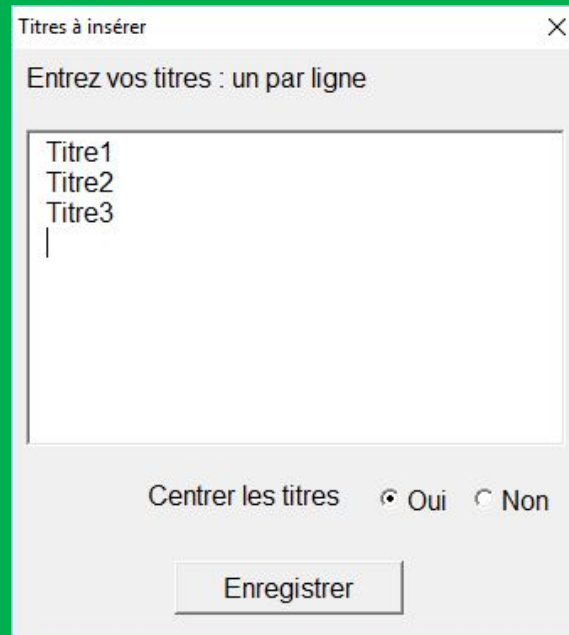 Titres à insérer
Entrez vos titres : un par ligne
Titre1
Titre2
Titre3
Centrer les titres Oui Non
Enregistrer